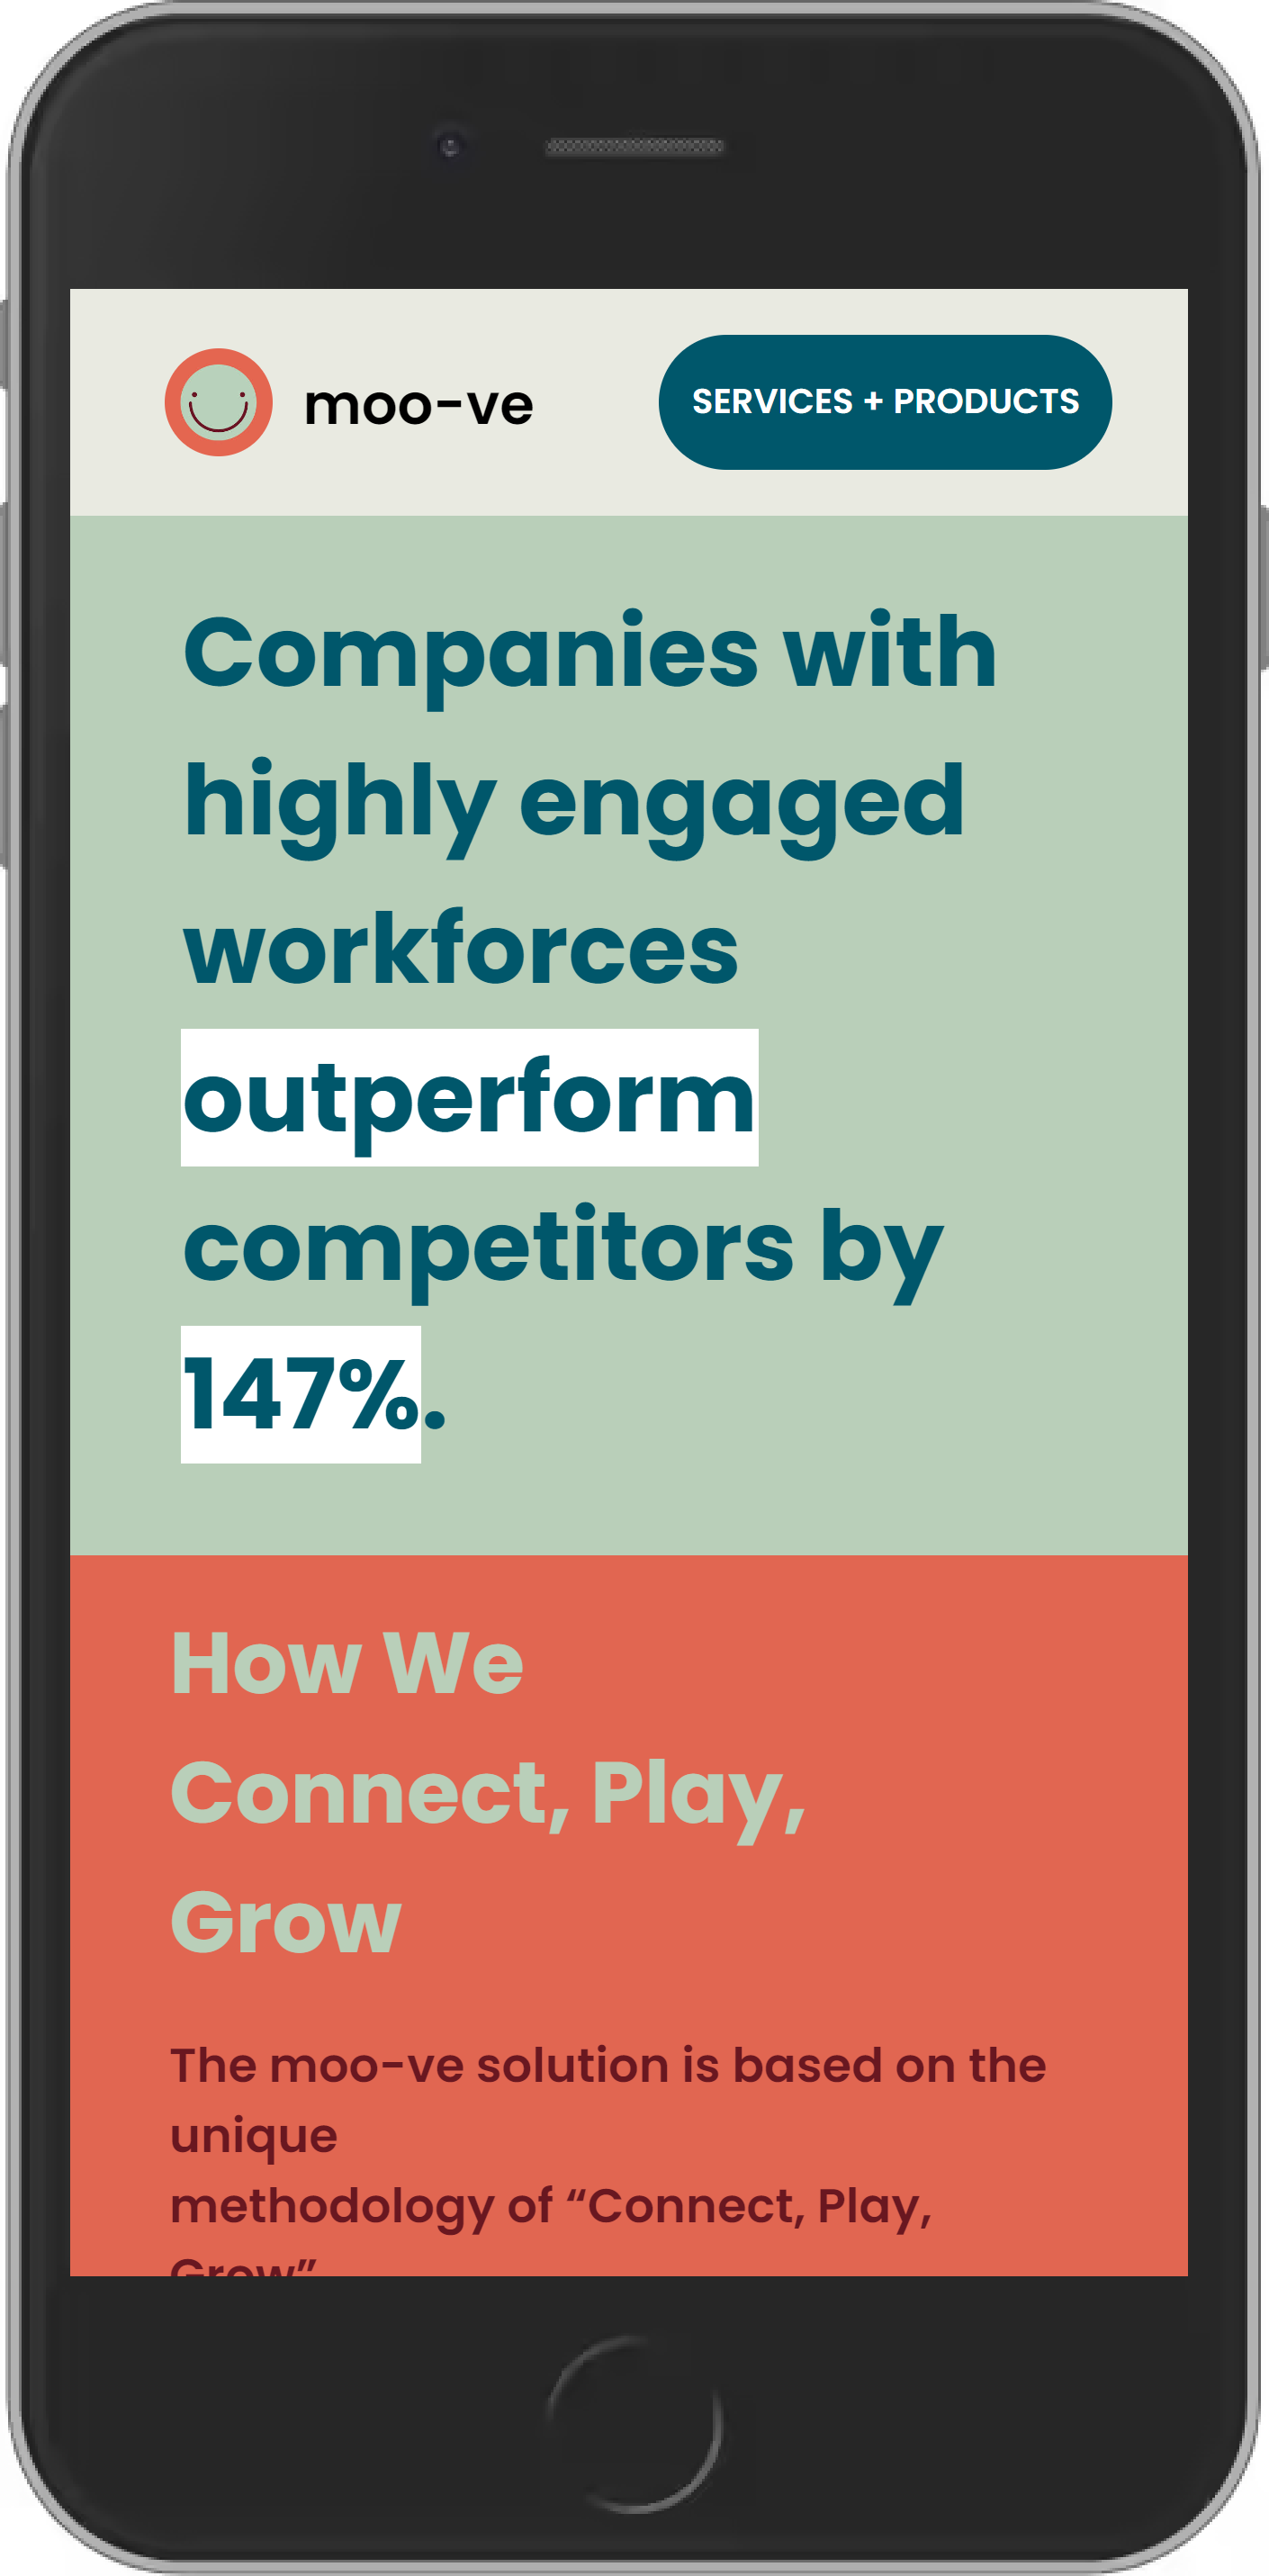 moo-ve
SERVICES + PRODUCTS
Companies with
highly engaged
workforces
outperform
competitors by
147%.
How We
Connect, Play,
Grow
The moo-ve solution is based on the
unique
methodology of “Connect, Play,
Grow”